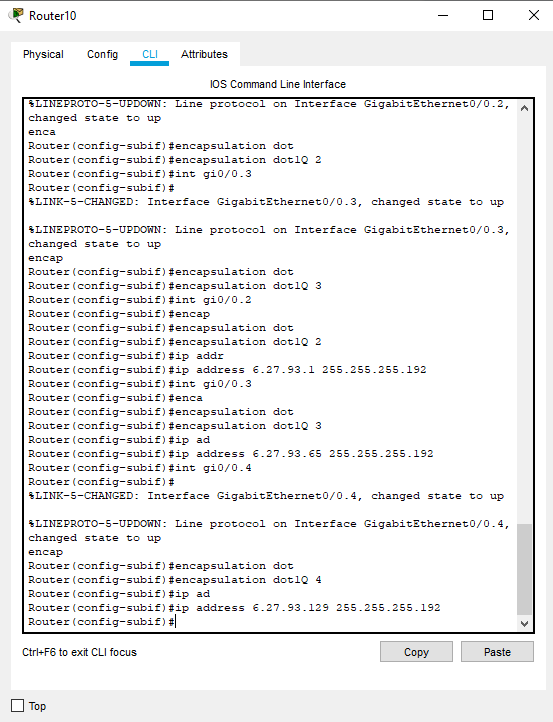 Router10
Physical Config CLI Attributes
IOS Command Line Interface
%LINEPROTO-5-UPDOWN: Line protocol on Interface GigabitEthernet0/0.2,
changed state to up
enca
Router(config-subif)#encapsulation dot
Router(config-subif)#encapsulation dot1Q 2
Router(config-subif)#int gi0/0.3
Router(config-subif)#
%LINK-5-CHANGED: Interface GigabitEthernet0/0.3, changed state to up
%LINEPROTO-5-UPDOWN: Line protocol on Interface GigabitEthernet0/0.3,
changed state to up
encap
Router(config-subif)#encapsulation dot
Router(config-subif)#encapsulation dot1Q 3
Router(config-subif)#int gi0/0.2
Router(config-subif)#encap
Router(config-subif)#encapsulation dot
Router(config-subif)#encapsulation dot1Q 2
Router(config-subif)#ip addr
Router(config-subif)#ip address 6.27.93.1 255.255.255.192
Router(config-subif)#int gi0/0.3
Router(config-subif)#enca
Router(config-subif)#encapsulation dot
Router(config-subif)#encapsulation dot1Q 3
Router(config-subif)#ip ad
Router(config-subif)#ip address 6.27.93.65 255.255.255.192
Router(config-subif)#int gi0/0.4
Router(config-subif)#
%LINK-5-CHANGED: Interface GigabitEthernet0/0.4, changed state to up
%LINEPROTO-5-UPDOWN: Line protocol on Interface GigabitEthernet0/0.4,
changed state to up
encap
Router(config-subif)#encapsulation dot
Router(config-subif)#encapsulation dot1Q 4
Router(config-subif)#ip ad
Router(config-subif)#ip address 6.27.93.129 255.255.255.192
Router(config-subif)#
Ctrl+F6 to exit CLI focus Copy Paste
Top